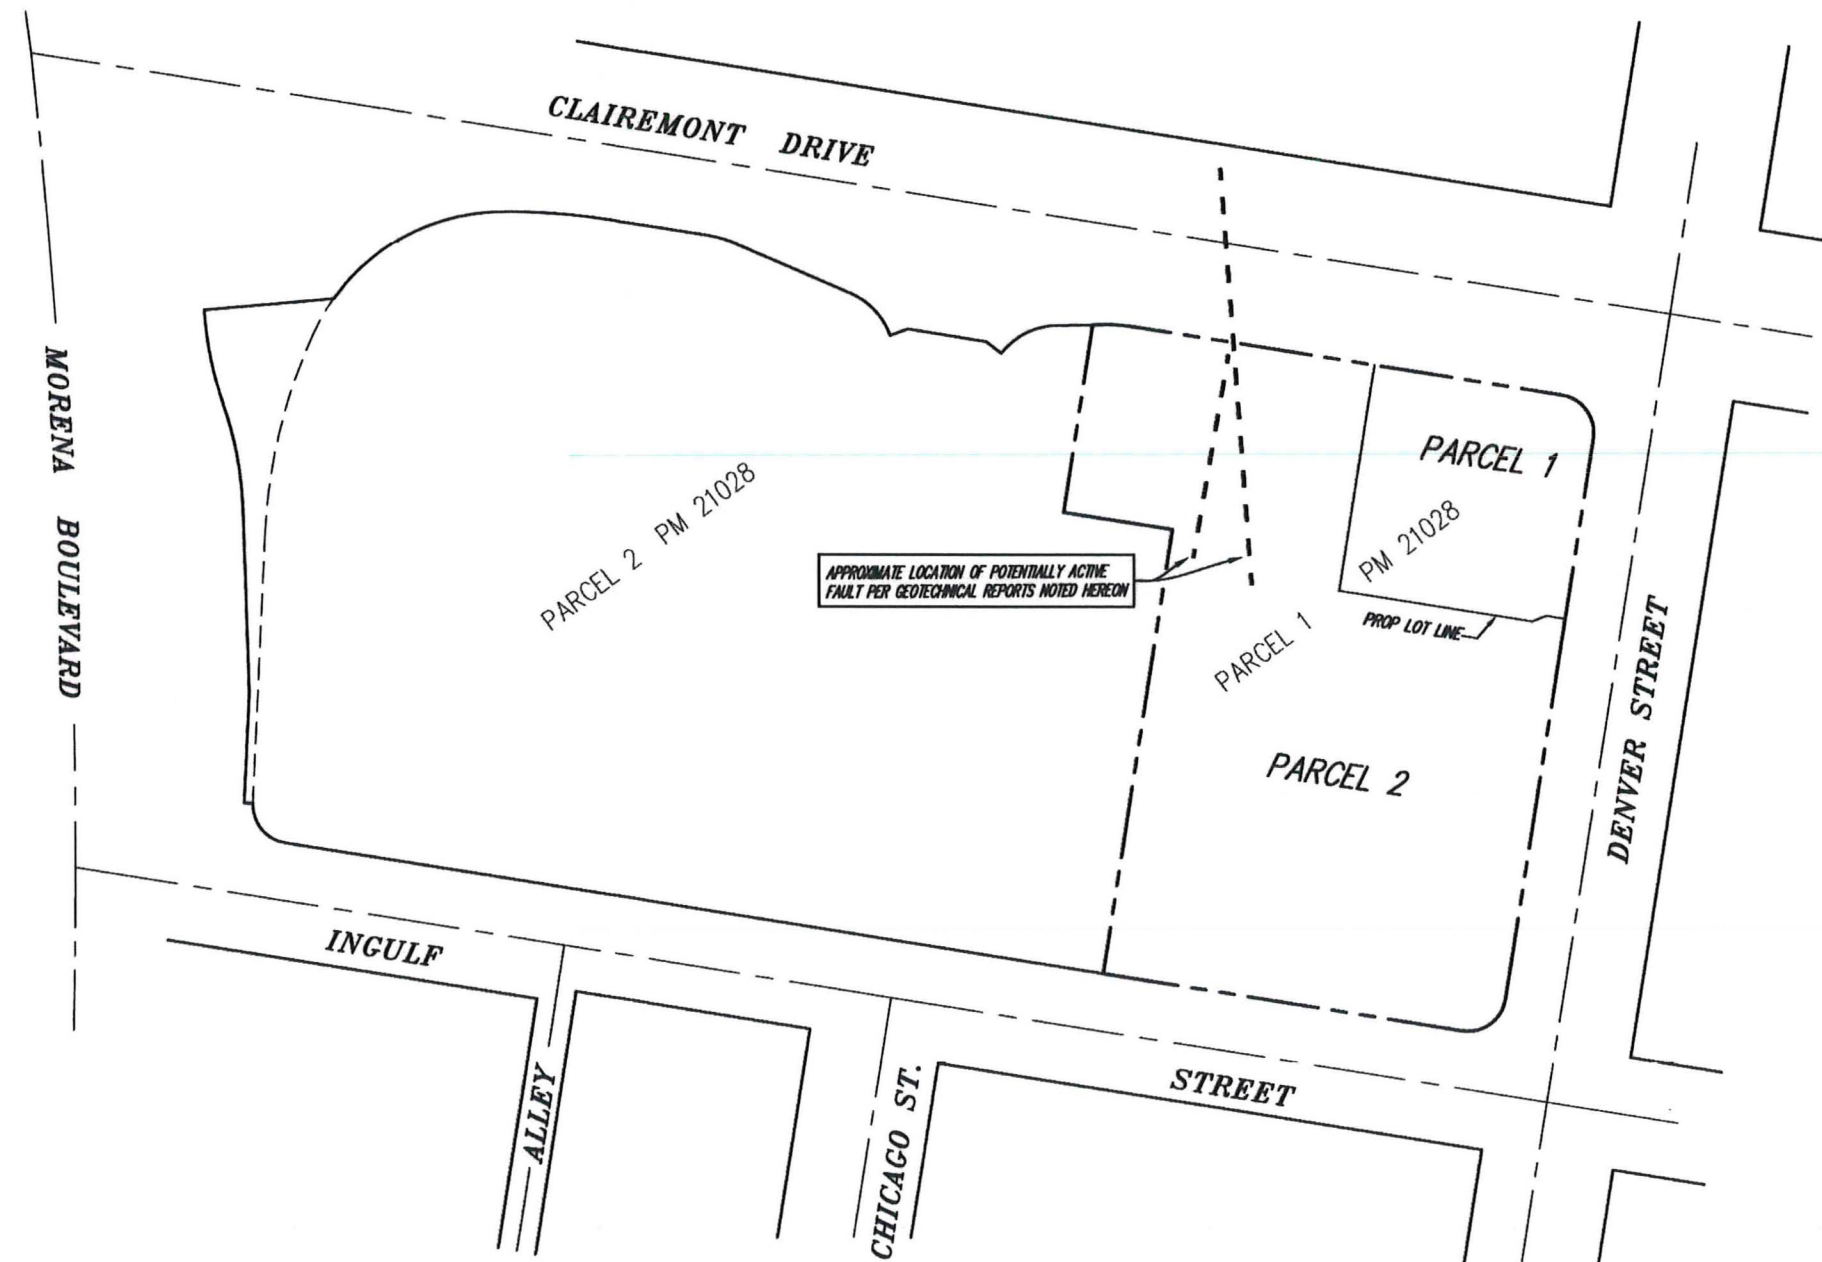 CLAIREMONT DRIVE
MORENA BOULEVARD
PARCEL 1
PARCEL 2 PM 21028
PM 21028
APPROXIMATE LOCATION OF POTENTIALLY ACTIVE
FAULT PER GEOTECHNICAL REPORTS NOTED HEREON
PROP LOT LINE
PARCEL 1
DENVER STREET
PARCEL 2
INGULF STREET
ALLEY
CHICAGO ST.